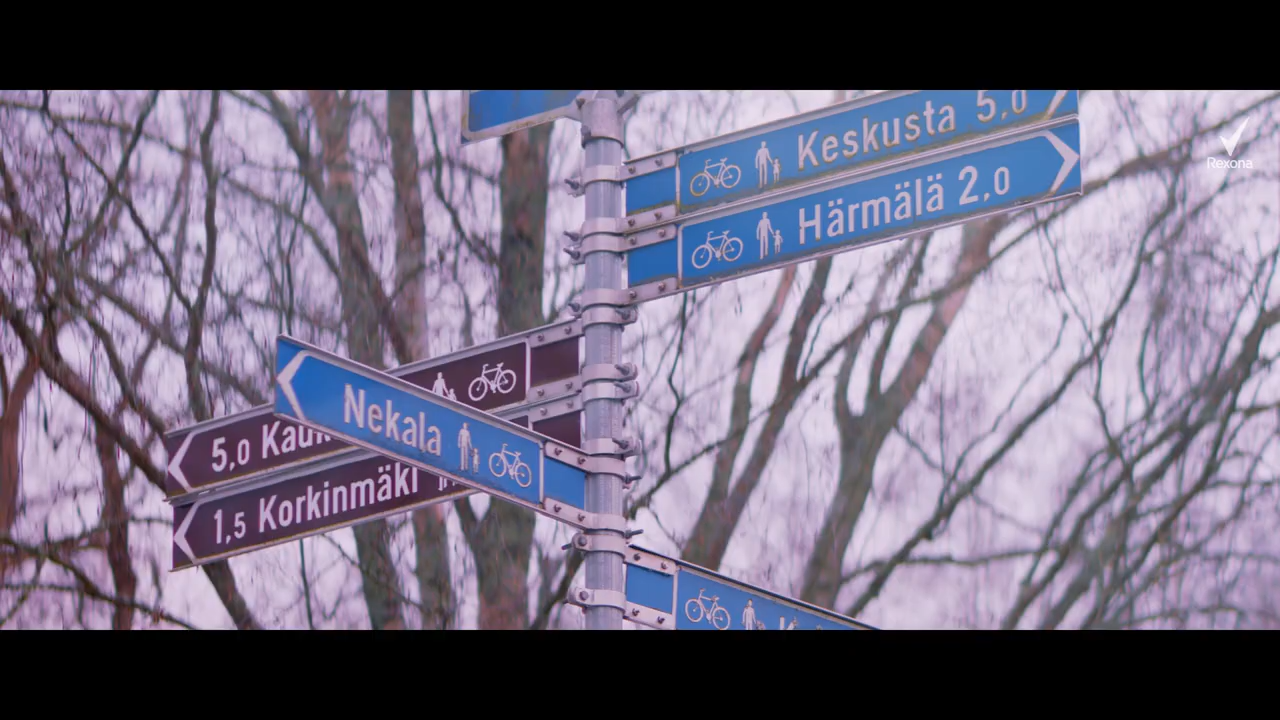 Keskusta 5,0
Härmälä 2,0
Rexona
Nekala
5,0
1,5 Korkinmäki